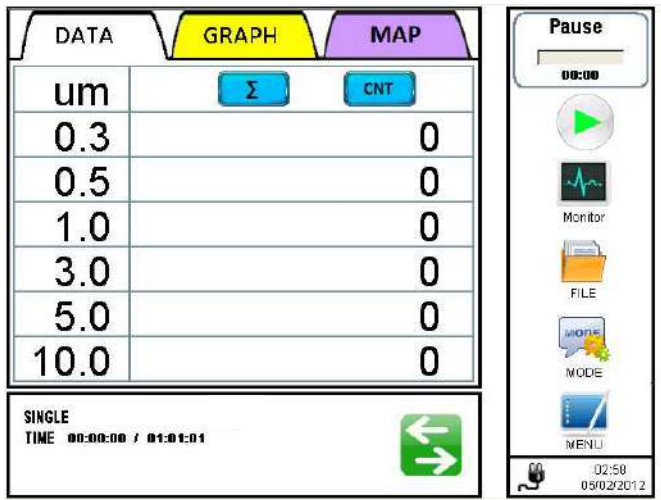 DATA GRAPH MAP
um Σ CNT
0.3 0
0.5 0
1.0 0
3.0 0
5.0 0
10.0 0
SINGLE
TIME 00:00:00 / 01:01:01
Pause
00:00
Monitor
FILE
MODE
MODE
MENU
02:58
05/02/2012